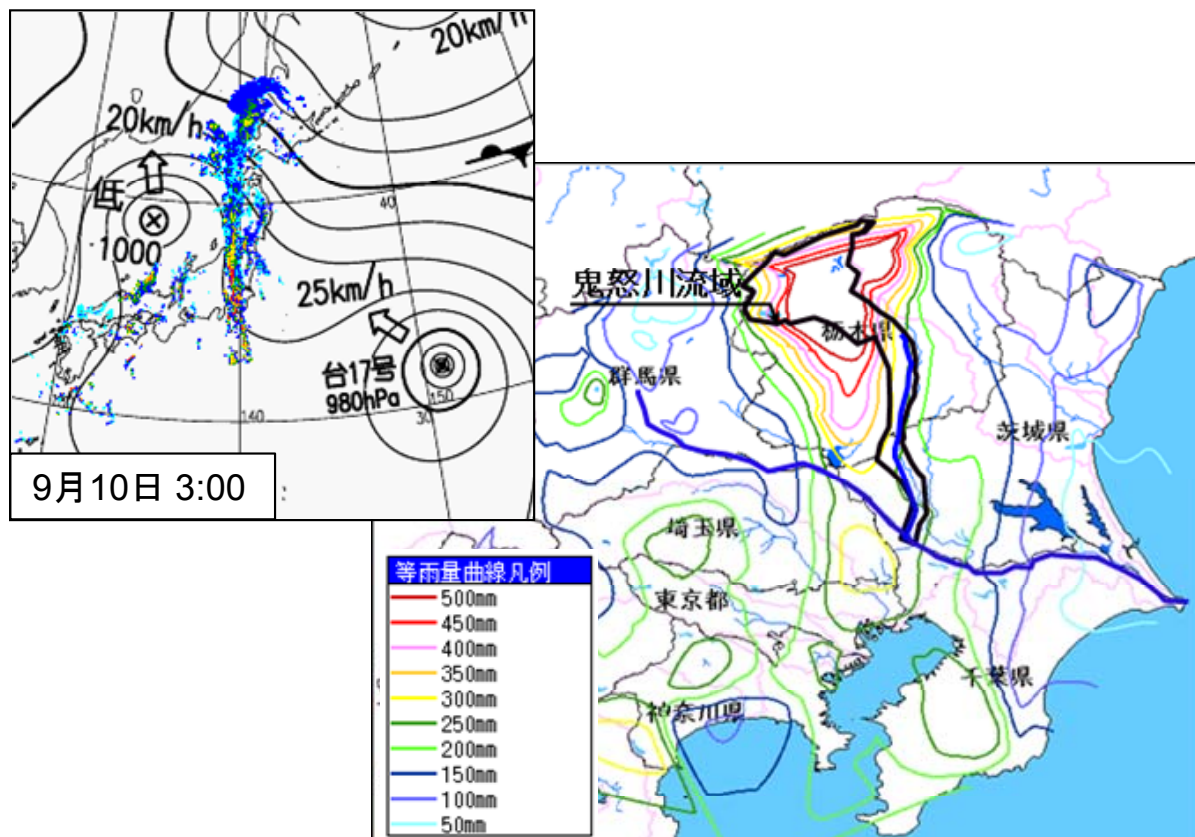 20km/h
20km/h
低
1000
40
25km/h
台17号
980hPa
150
30
140
9月10日 3:00
鬼怒川流域
栃木県
群馬県
茨城県
埼玉県
東京都
千葉県
神奈川県
等雨量曲線凡例
500mm
450mm
400mm
350mm
300mm
250mm
200mm
150mm
100mm
50mm